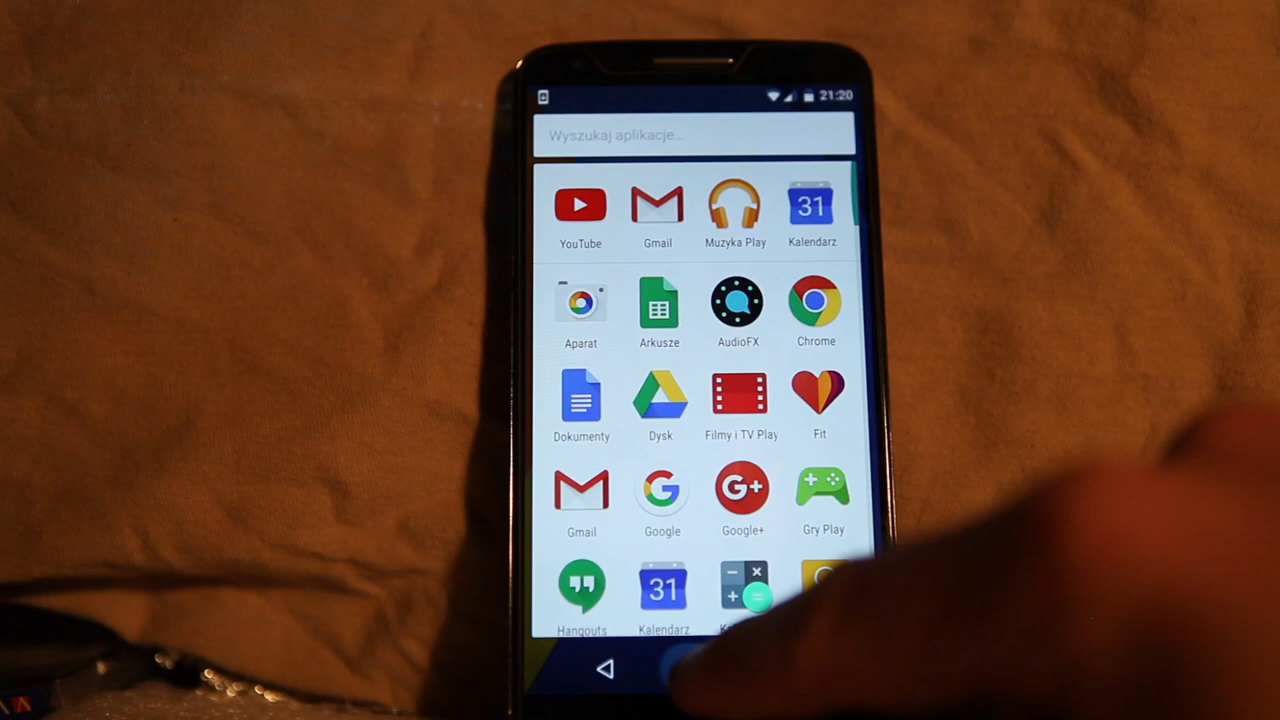 21:20
Wyszukaj aplikacje...
31
YouTube Gmail Muzyka Play Kalendarz
Aparat Arkusze AudioFX Chrome
Dokumenty Dysk Filmy i TV Play Fit
G G+
Gmail Google Google+ Gry Play
31
Hangouts Kalendarz